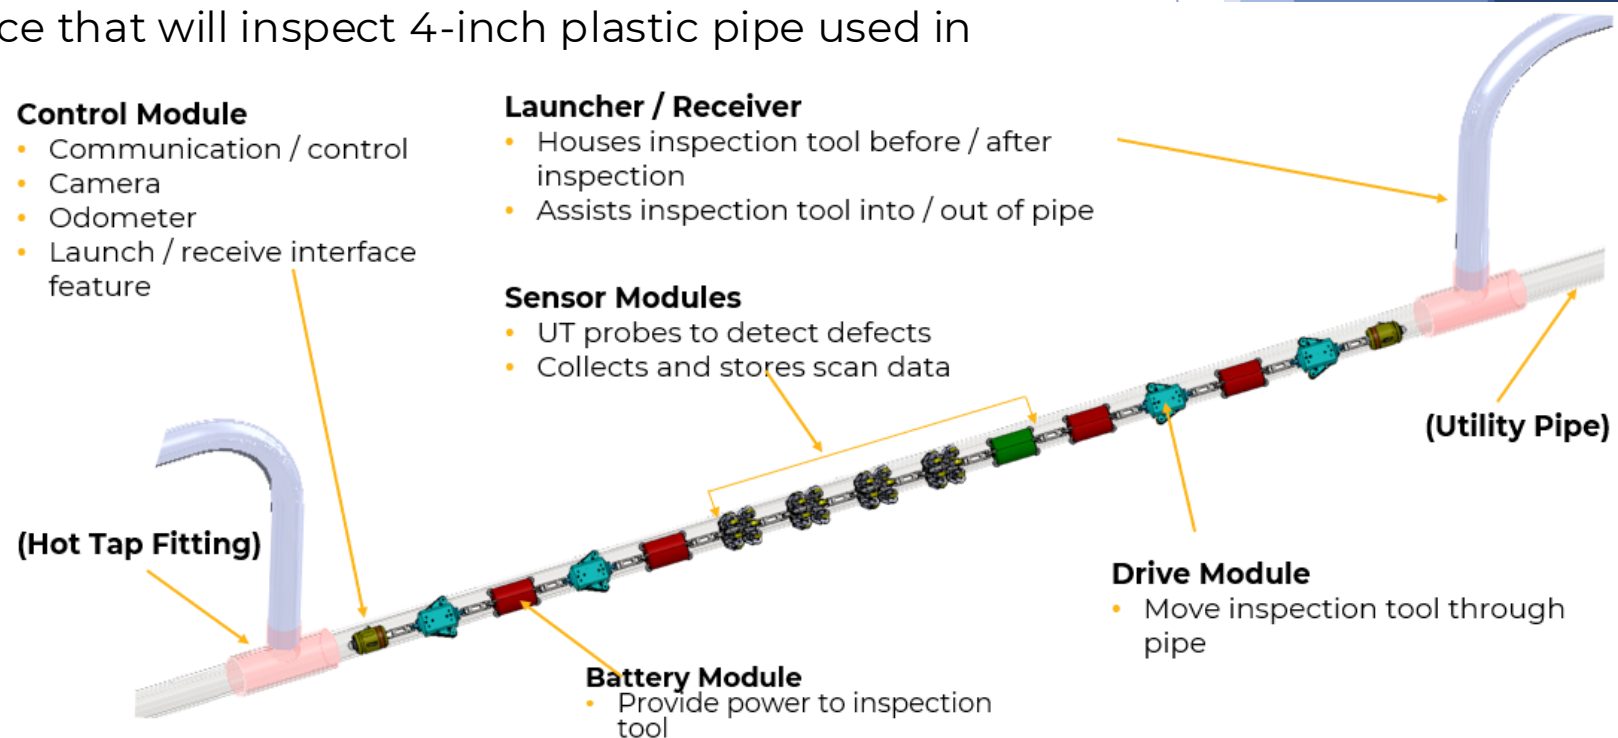 ce that will inspect 4-inch plastic pipe used in
Control Module
• Communication / control
• Camera
• Odometer
• Launch / receive interface
feature
Launcher / Receiver
• Houses inspection tool before / after
inspection
• Assists inspection tool into / out of pipe
Sensor Modules
• UT probes to detect defects
• Collects and stores scan data
(Utility Pipe)
(Hot Tap Fitting)
Drive Module
• Move inspection tool through
pipe
Battery Module
• Provide power to inspection
tool